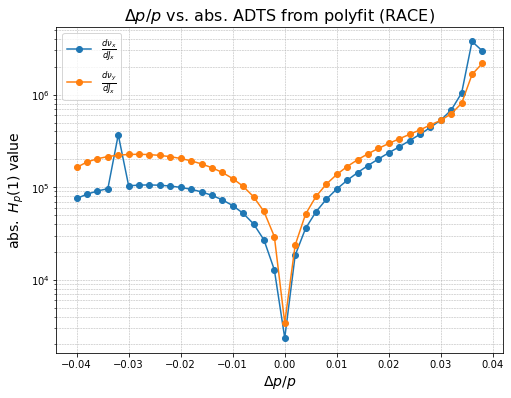 Δp/p vs. abs. ADTS from polyfit (RACE)
dνₓ/dJₓ
dνᵧ/dJₓ
abs. Hₚ(1) value
10⁶
10⁵
10⁴
−0.04 −0.03 −0.02 −0.01 0.00 0.01 0.02 0.03 0.04
Δp/p